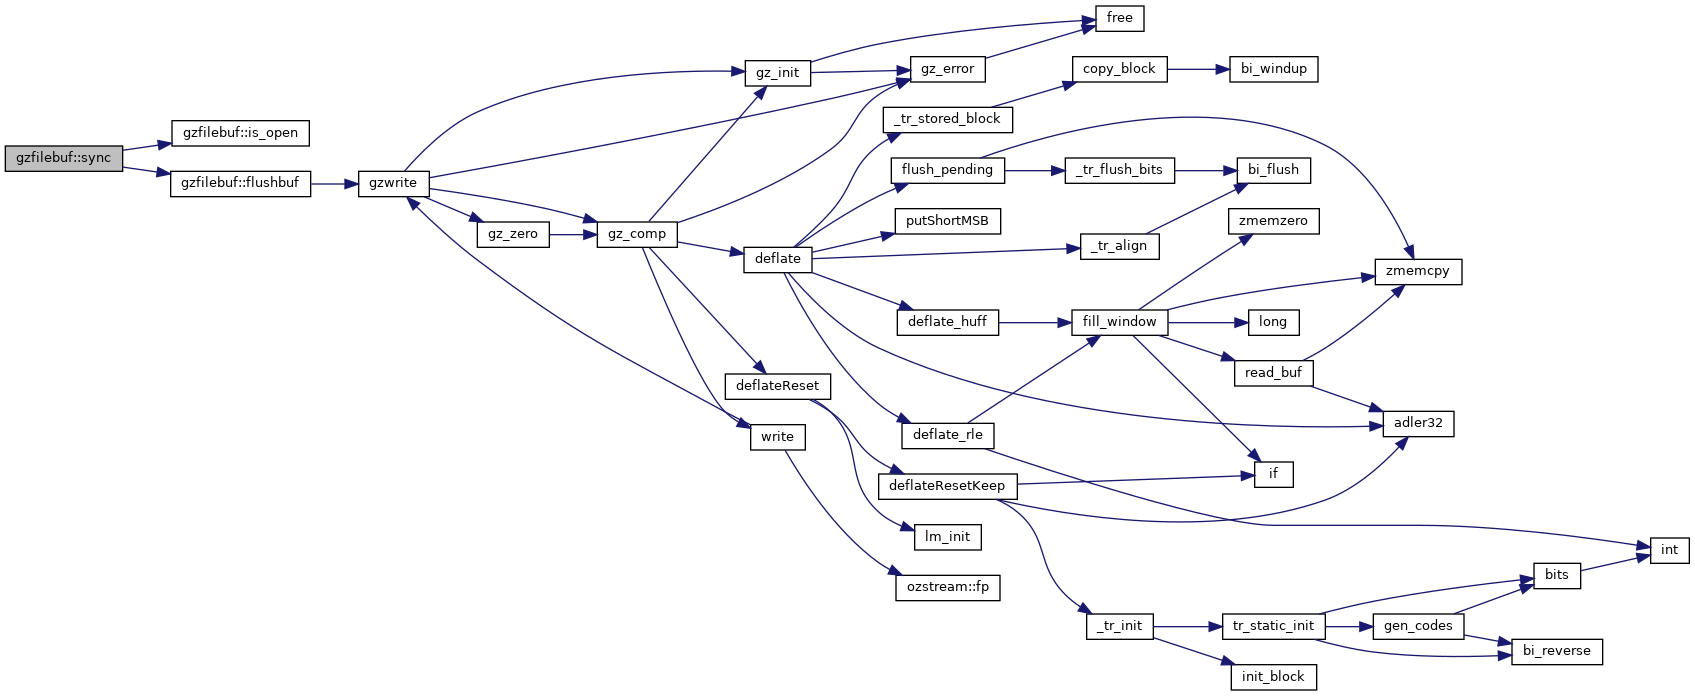 gzfilebuf::sync
gzfilebuf::is_open
gzfilebuf::flushbuf
gzwrite
gz_zero
gz_comp
gz_init
deflate
deflateReset
write
free
gz_error
_tr_stored_block
flush_pending
putShortMSB
deflate_huff
deflate_rle
deflateResetKeep
lm_init
ozstream::fp
copy_block
_tr_flush_bits
_tr_align
fill_window
_tr_init
bi_windup
bi_flush
zmemzero
long
read_buf
if
tr_static_init
init_block
zmemcpy
adler32
gen_codes
bits
bi_reverse
int